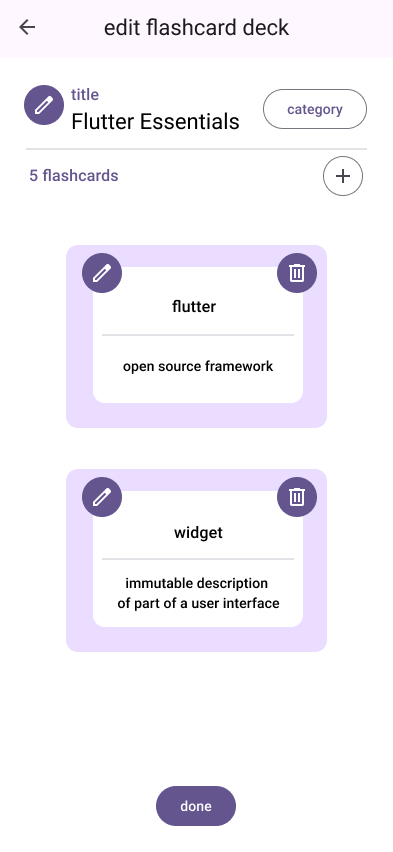 edit flashcard deck
title
Flutter Essentials
category
5 flashcards
flutter
open source framework
widget
immutable description
of part of a user interface
done